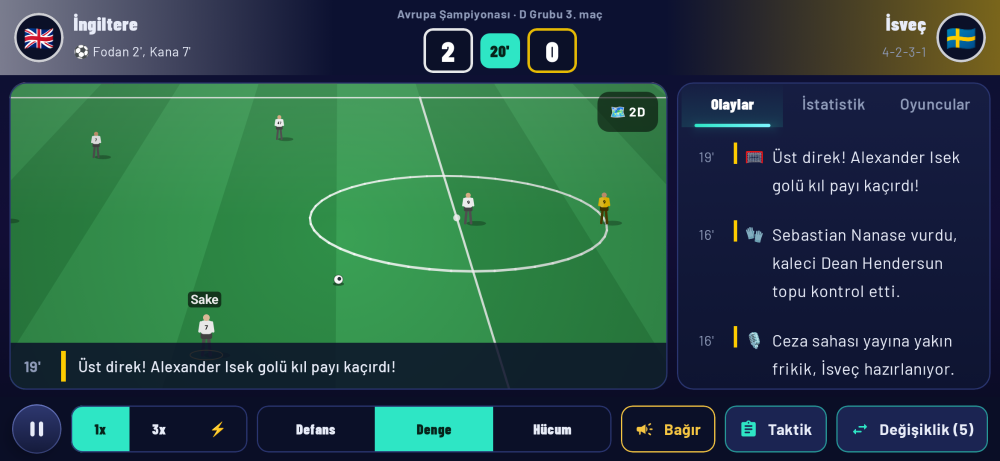 İngiltere
Fodan 2', Kana 7'
Avrupa Şampiyonası · D Grubu 3. maç
2
20'
0
İsveç
4-2-3-1
2D
Sake
7
9
9
19' Üst direk! Alexander Isek golü kıl payı kaçırdı!
Olaylar
İstatistik
Oyuncular
19' Üst direk! Alexander Isek
golü kıl payı kaçırdı!
16' Sebastian Nanase vurdu,
kaleci Dean Hendersun
topu kontrol etti.
16' Ceza sahası yayına yakın
frikik, İsveç hazırlanıyor.
1x
3x
Defans
Denge
Hücum
Bağır
Taktik
Değişiklik (5)